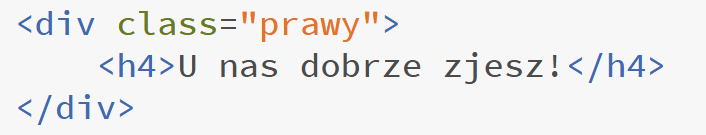 <div class="prawy">
    <h4>U nas dobrze zjesz!</h4>
</div>